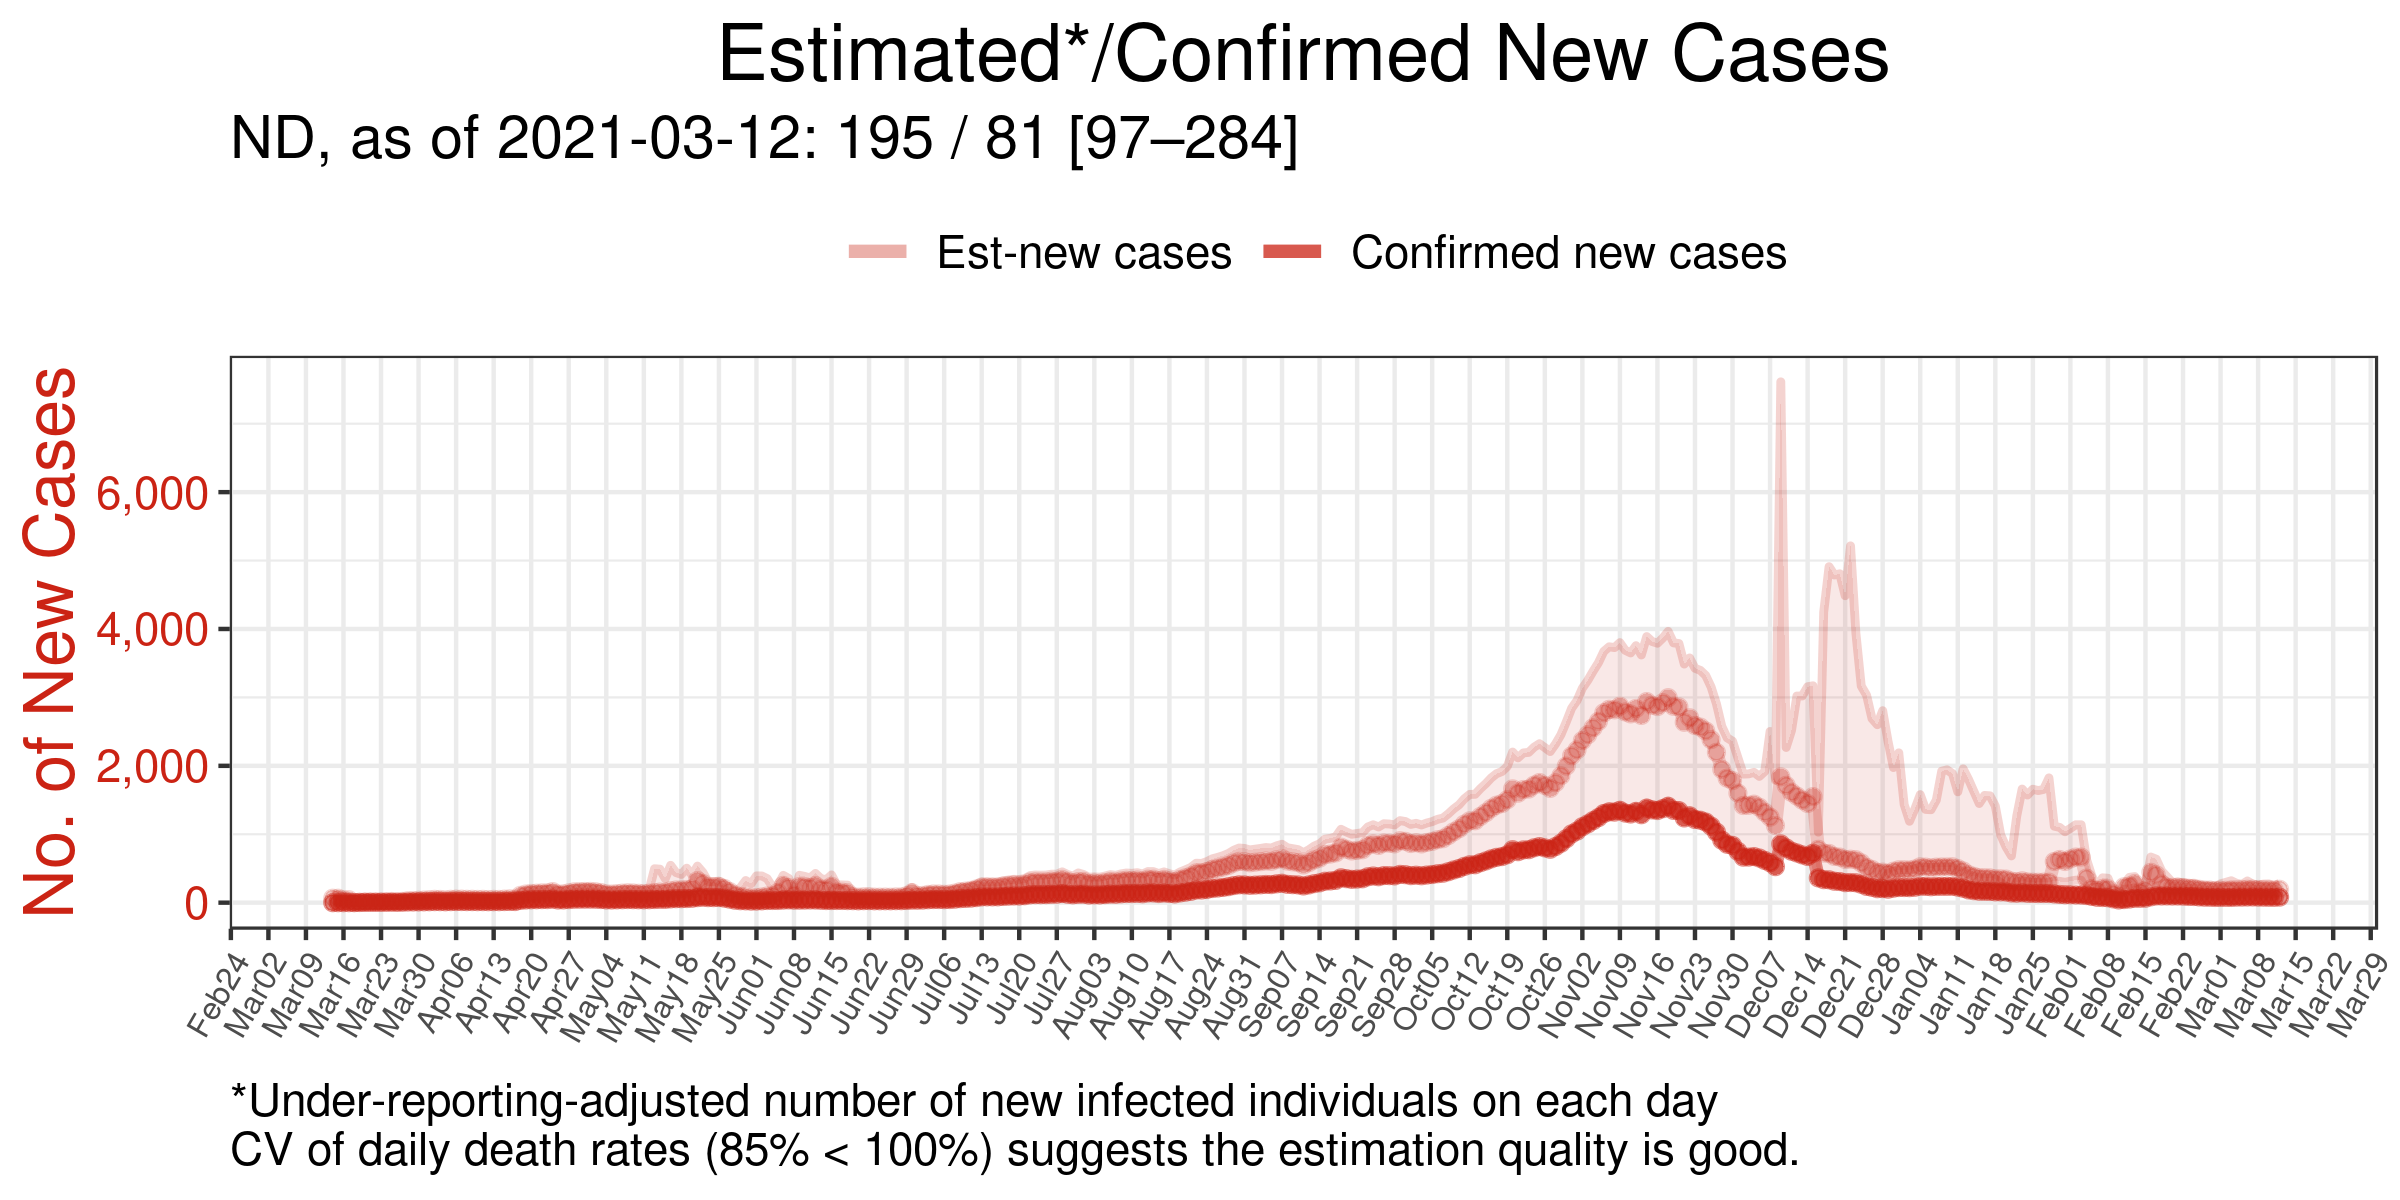 Estimated*/Confirmed New Cases
ND, as of 2021-03-12: 195 / 81 [97–284]
Est-new cases
Confirmed new cases
No. of New Cases
6,000
4,000
2,000
0
Feb24
Mar02
Mar09
Mar16
Mar23
Mar30
Apr06
Apr13
Apr20
Apr27
May04
May11
May18
May25
Jun01
Jun08
Jun15
Jun22
Jun29
Jul06
Jul13
Jul20
Jul27
Aug03
Aug10
Aug17
Aug24
Aug31
Sep07
Sep14
Sep21
Sep28
Oct05
Oct12
Oct19
Oct26
Nov02
Nov09
Nov16
Nov23
Nov30
Dec07
Dec14
Dec21
Dec28
Jan04
Jan11
Jan18
Jan25
Feb01
Feb08
Feb15
Feb22
Mar01
Mar08
Mar15
Mar22
Mar29
*Under-reporting-adjusted number of new infected individuals on each day
CV of daily death rates (85% < 100%) suggests the estimation quality is good.